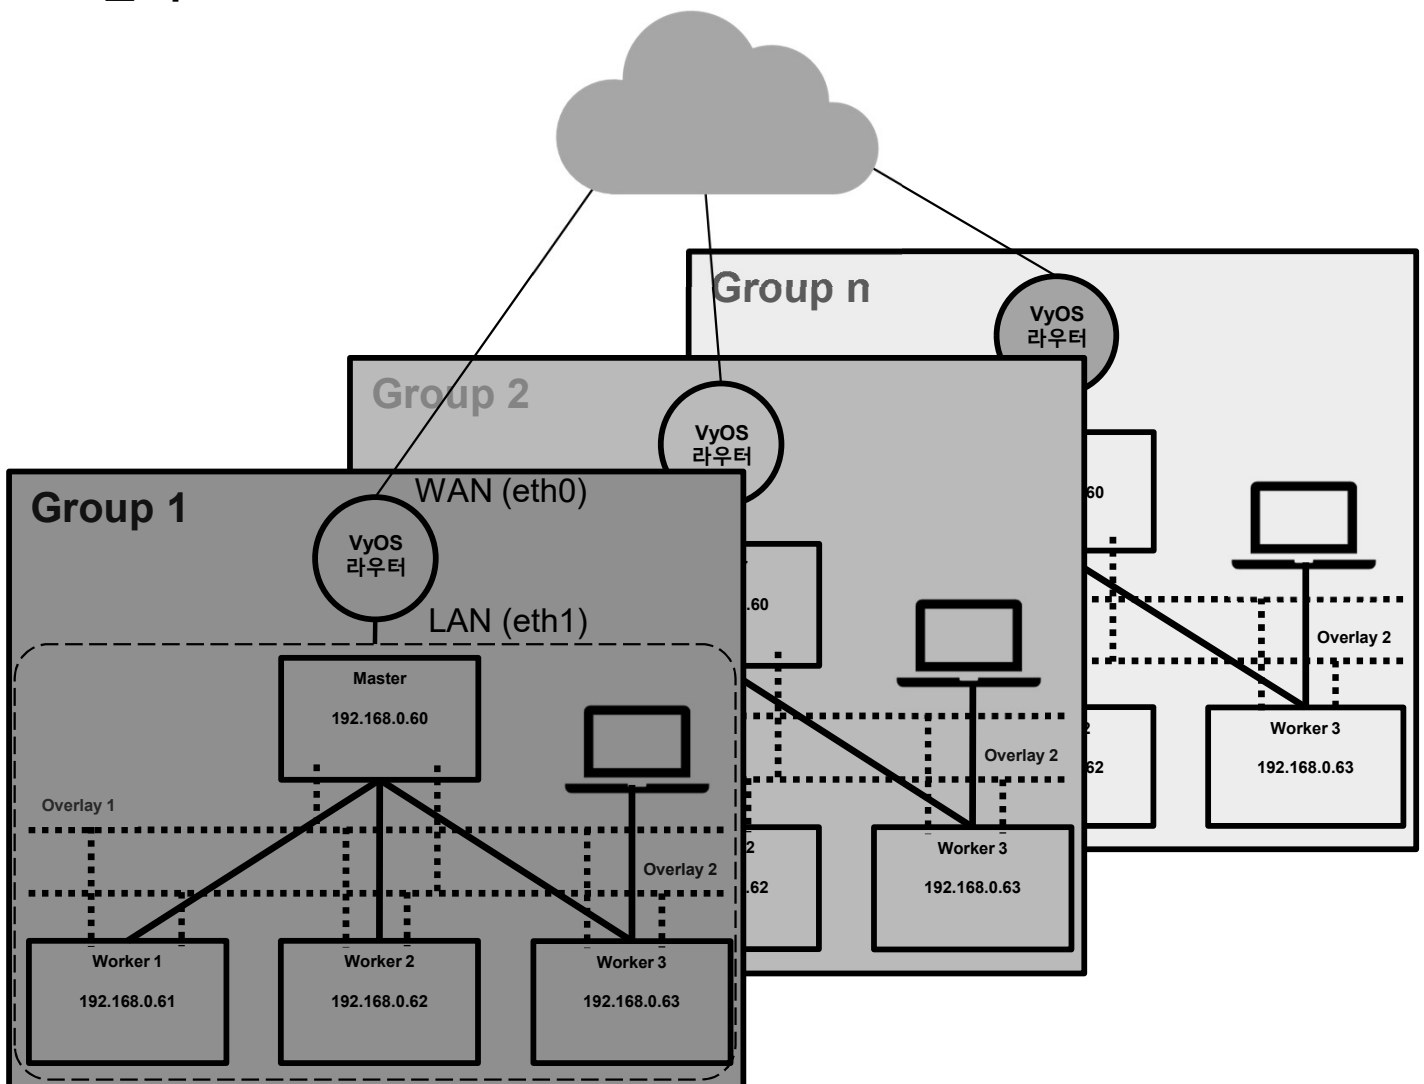 Group n
VyOS
라우터
Group 2
VyOS
라우터
60
Overlay 2
Worker 3
192.168.0.63
2
62
Group 1
WAN (eth0)
VyOS
라우터
LAN (eth1)
.60
Overlay 2
Worker 3
192.168.0.63
2
.62
Master
192.168.0.60
Overlay 1
Overlay 2
Worker 1
192.168.0.61
Worker 2
192.168.0.62
Worker 3
192.168.0.63